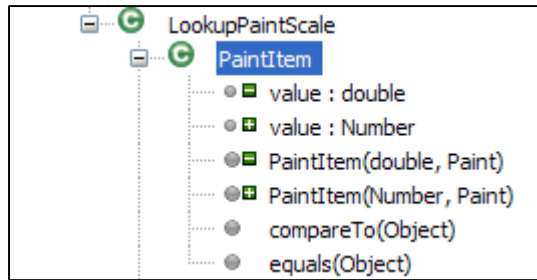 C LookupPaintScale
C PaintItem
value : double
value : Number
PaintItem(double, Paint)
PaintItem(Number, Paint)
compareTo(Object)
equals(Object)